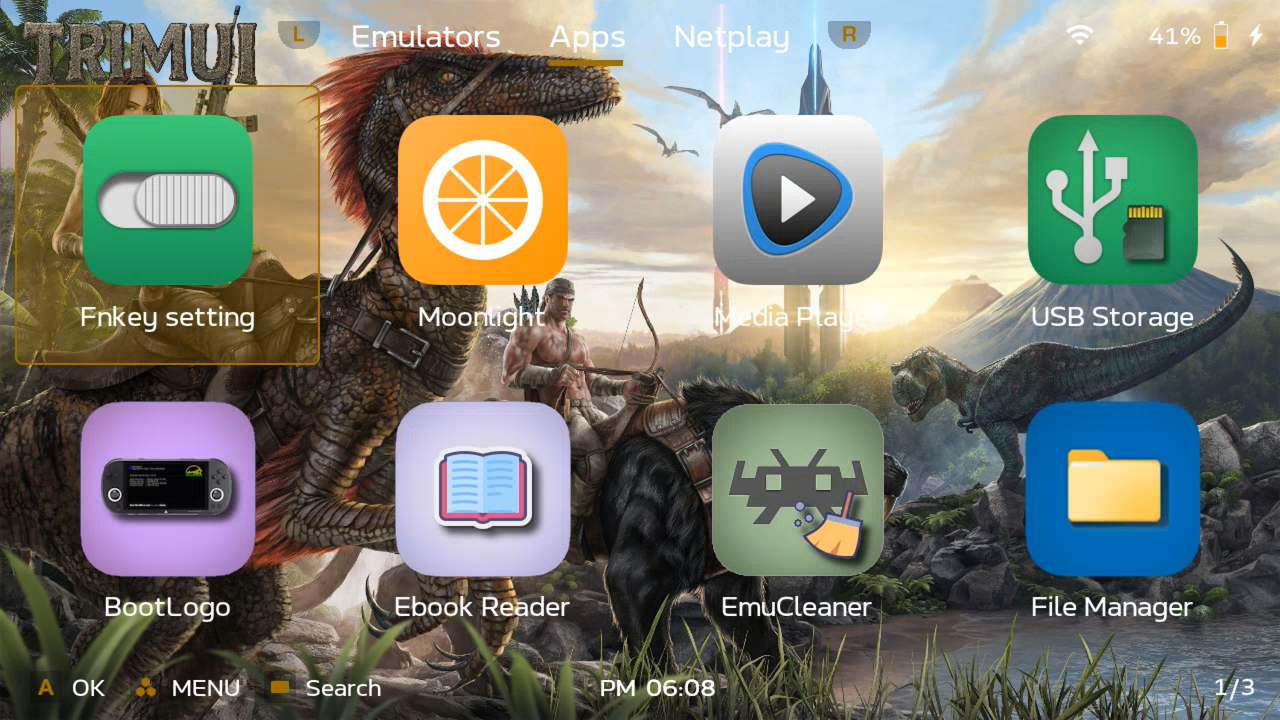 TRIMUI
L Emulators Apps Netplay R 41%
Fnkey setting Moonlight Media Player USB Storage
BootLogo Ebook Reader EmuCleaner File Manager
A OK MENU Search PM 06:08 1/3